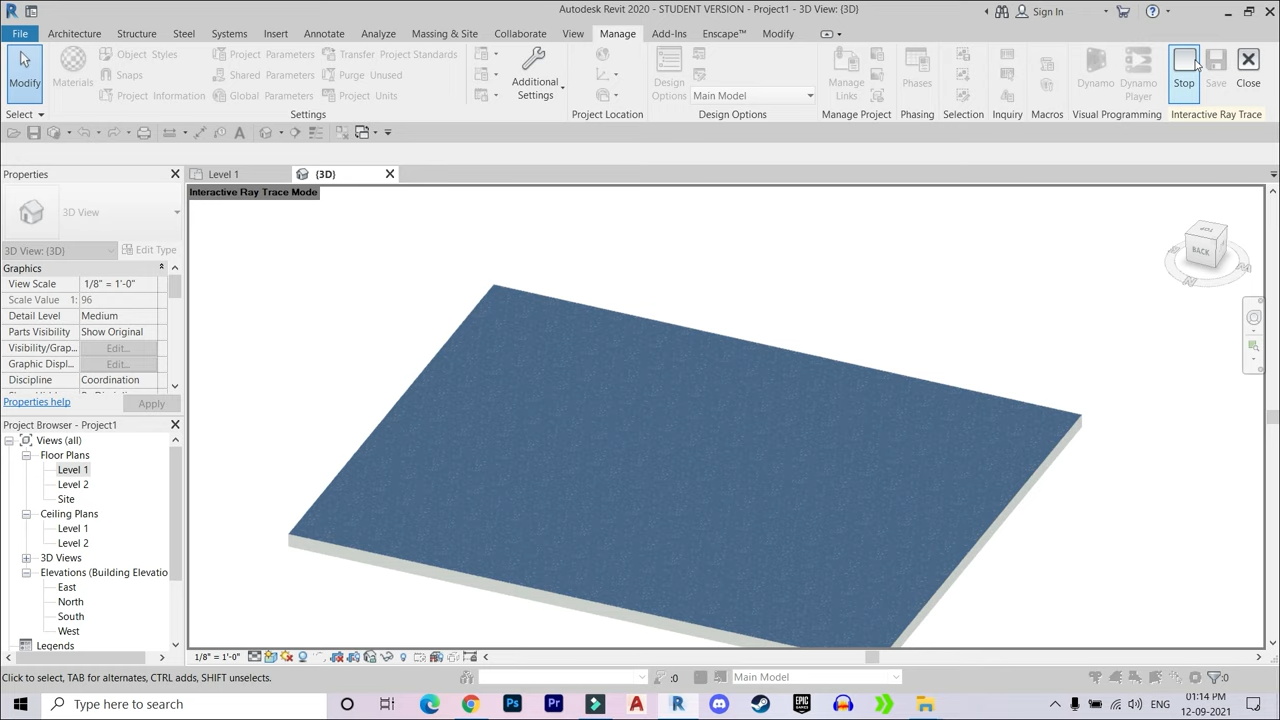 Autodesk Revit 2020 - STUDENT VERSION - Project1 - 3D View: {3D}
Sign In
File Architecture Structure Steel Systems Insert Annotate Analyze Massing & Site Collaborate View Manage Add-Ins Enscape™ Modify
Modify
Materials
Object Styles
Snaps
Project Information
Project Parameters
Shared Parameters
Global Parameters
Transfer Project Standards
Purge Unused
Project Units
Additional
Settings
Design
Options
Main Model
Manage
Links
Phases
Dynamo
Dynamo
Player
Stop
Save
Close
Select
Settings
Project Location
Design Options
Manage Project
Phasing
Selection
Inquiry
Macros
Visual Programming
Interactive Ray Trace
Properties
Level 1
{3D}
Interactive Ray Trace Mode
3D View
3D View: {3D}
Edit Type
Graphics
View Scale 1/8" = 1'-0"
Scale Value 1: 96
Detail Level Medium
Parts Visibility Show Original
Visibility/Grap... Edit...
Graphic Displ... Edit...
Discipline Coordination
Properties help
Apply
Project Browser - Project1
Views (all)
Floor Plans
Level 1
Level 2
Site
Ceiling Plans
Level 1
Level 2
3D Views
Elevations (Building Elevatio
East
North
South
West
Legends
BACK
1/8" = 1'-0"
Click to select, TAB for alternates, CTRL adds, SHIFT unselects.
:0
Main Model
:0
Type here to search
01:14 PM
12-09-2021